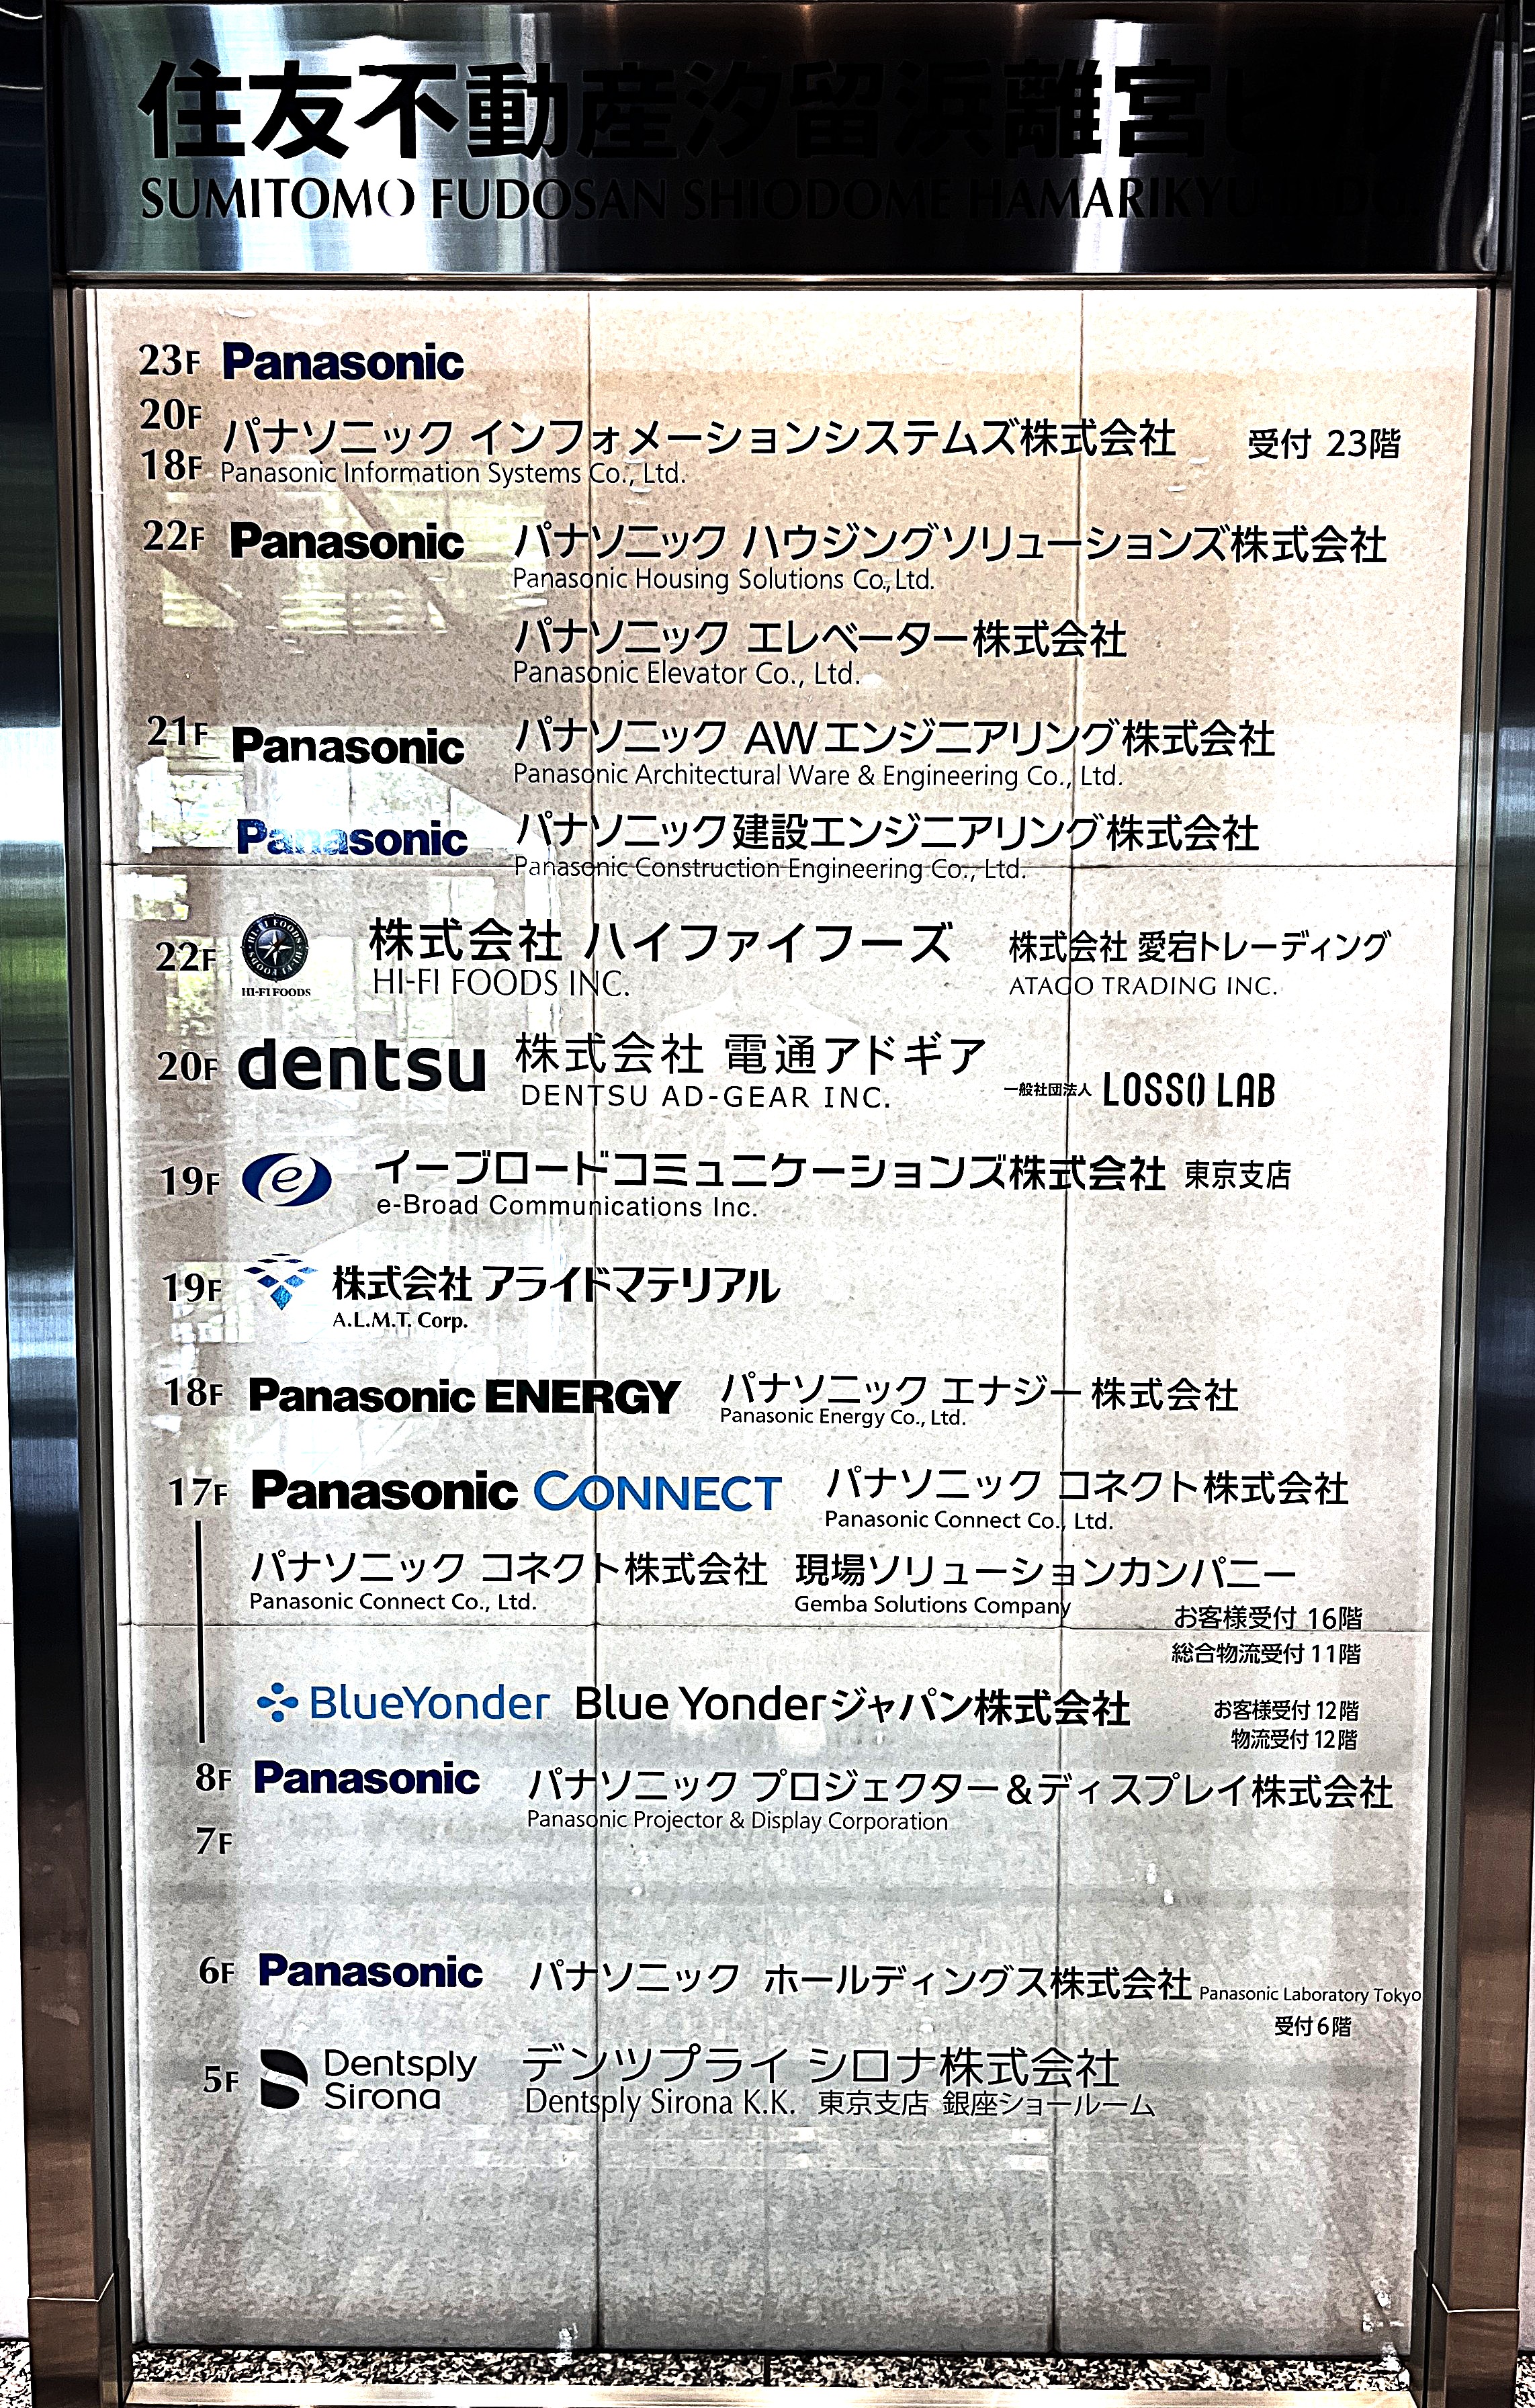 住友不動産汐留浜離宮ビル
SUMITOMO FUDOSAN SHIODOME HAMARIKYU BLDG.
23F Panasonic
20F
18F
パナソニック インフォメーションシステムズ株式会社 受付 23階
Panasonic Information Systems Co., Ltd.
22F Panasonic パナソニック ハウジングソリューションズ株式会社
Panasonic Housing Solutions Co.,Ltd.
パナソニック エレベーター株式会社
Panasonic Elevator Co., Ltd.
21F Panasonic パナソニック AWエンジニアリング株式会社
Panasonic Architectural Ware & Engineering Co., Ltd.
Panasonic パナソニック建設エンジニアリング株式会社
Panasonic Construction Engineering Co., Ltd.
22F HI-FI FOODS 株式会社 ハイファイフーズ 株式会社 愛宕トレーディング
HI-FI FOODS INC. ATAGO TRADING INC.
20F dentsu 株式会社 電通アドギア
DENTSU AD-GEAR INC. 一般社団法人 LOSSO LAB
19F e イーブロードコミュニケーションズ株式会社 東京支店
e-Broad Communications Inc.
19F 株式会社 アライドマテリアル
A.L.M.T. Corp.
18F Panasonic ENERGY パナソニック エナジー 株式会社
Panasonic Energy Co., Ltd.
17F Panasonic CONNECT パナソニック コネクト株式会社
Panasonic Connect Co., Ltd.
パナソニック コネクト株式会社 現場ソリューションカンパニー
Panasonic Connect Co., Ltd. Gemba Solutions Company
お客様受付 16階
総合物流受付 11階
BlueYonder Blue Yonderジャパン株式会社 お客様受付 12階
物流受付 12階
8F Panasonic パナソニック プロジェクター&ディスプレイ株式会社
Panasonic Projector & Display Corporation
7F
6F Panasonic パナソニック ホールディングス株式会社 Panasonic Laboratory Tokyo
受付 6階
5F Dentsply Sirona デンツプライ シロナ株式会社
Dentsply Sirona K.K. 東京支店 銀座ショールーム